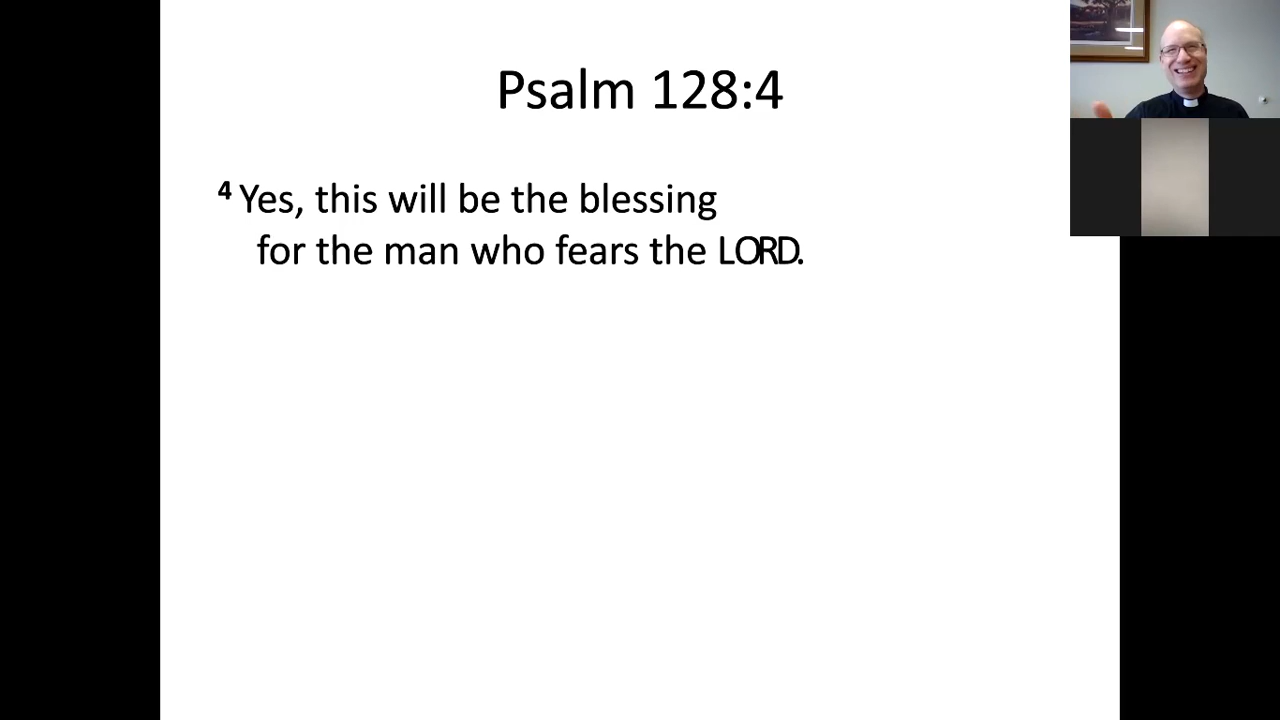 Psalm 128:4
4 Yes, this will be the blessing
for the man who fears the LORD.